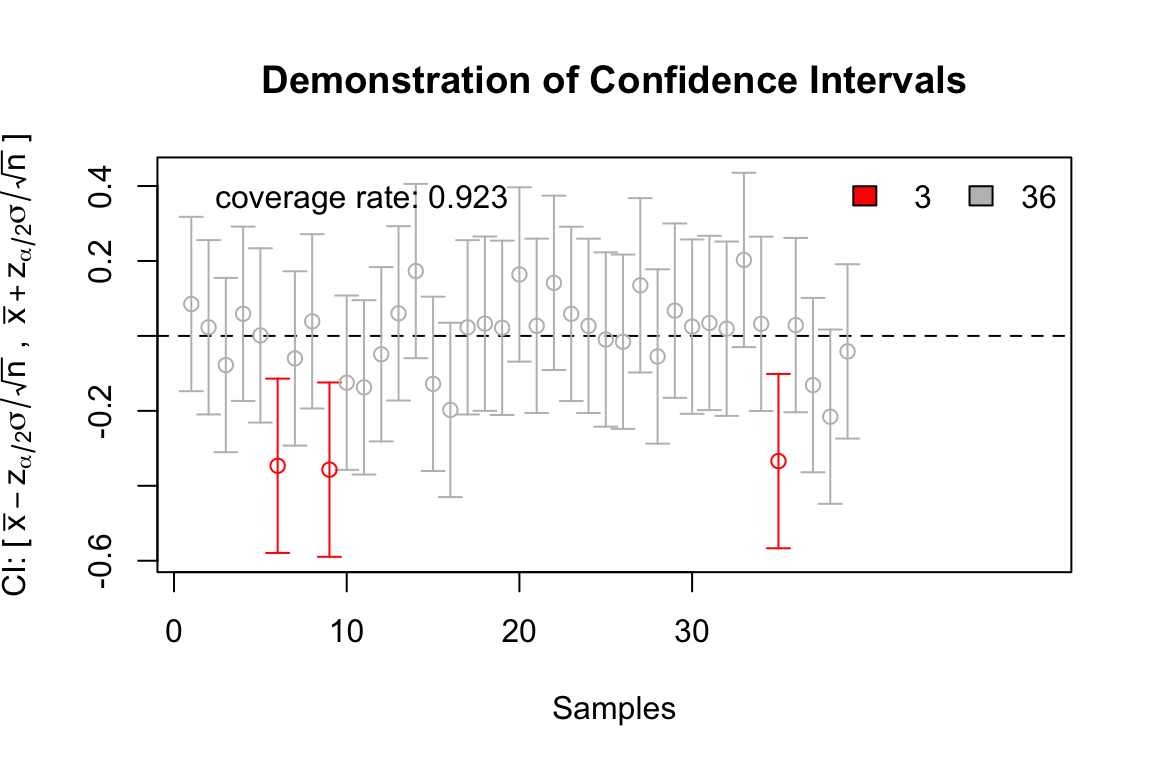 Demonstration of Confidence Intervals
CI: [ x̅ − zα/2σ/√n , x̅ + zα/2σ/√n ]
coverage rate: 0.923
3
36
0.4
0.2
-0.2
-0.6
0
10
20
30
Samples